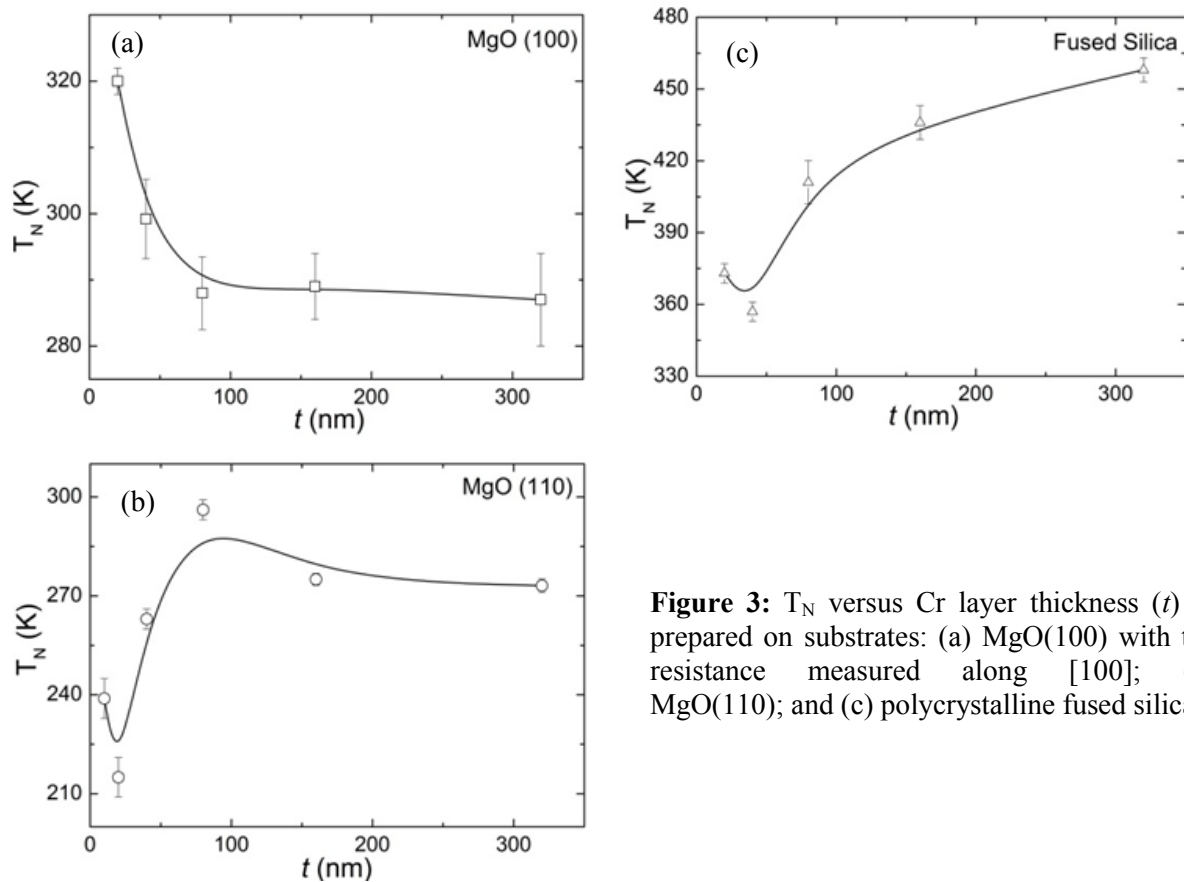 (a)
MgO (100)
320
300
280
T_N (K)
0
100
200
300
t (nm)
(c)
Fused Silica
480
450
420
390
360
330
T_N (K)
0
100
200
300
t (nm)
(b)
MgO (110)
300
270
240
210
T_N (K)
0
100
200
300
t (nm)
Figure 3: T_N versus Cr layer thickness (t)
prepared on substrates: (a) MgO(100) with
resistance measured along [100];
MgO(110); and (c) polycrystalline fused silica